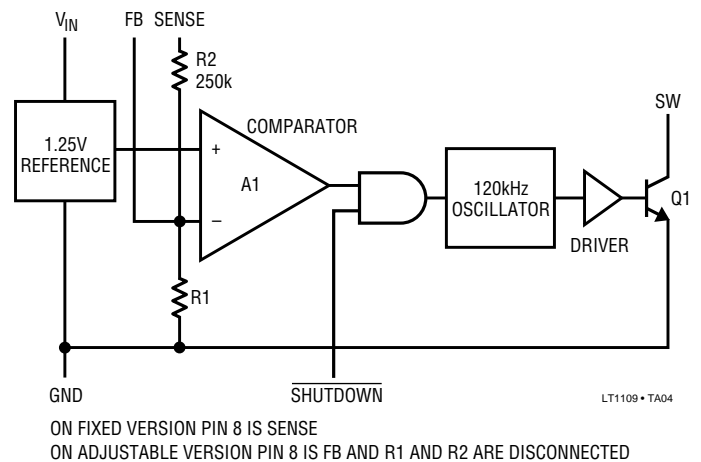 VIN FB SENSE
R2
250k
SW
1.25V
REFERENCE
COMPARATOR
+
A1
–
120kHz
OSCILLATOR
Q1
DRIVER
R1
GND
SHUTDOWN
LT1109 • TA04
ON FIXED VERSION PIN 8 IS SENSE
ON ADJUSTABLE VERSION PIN 8 IS FB AND R1 AND R2 ARE DISCONNECTED